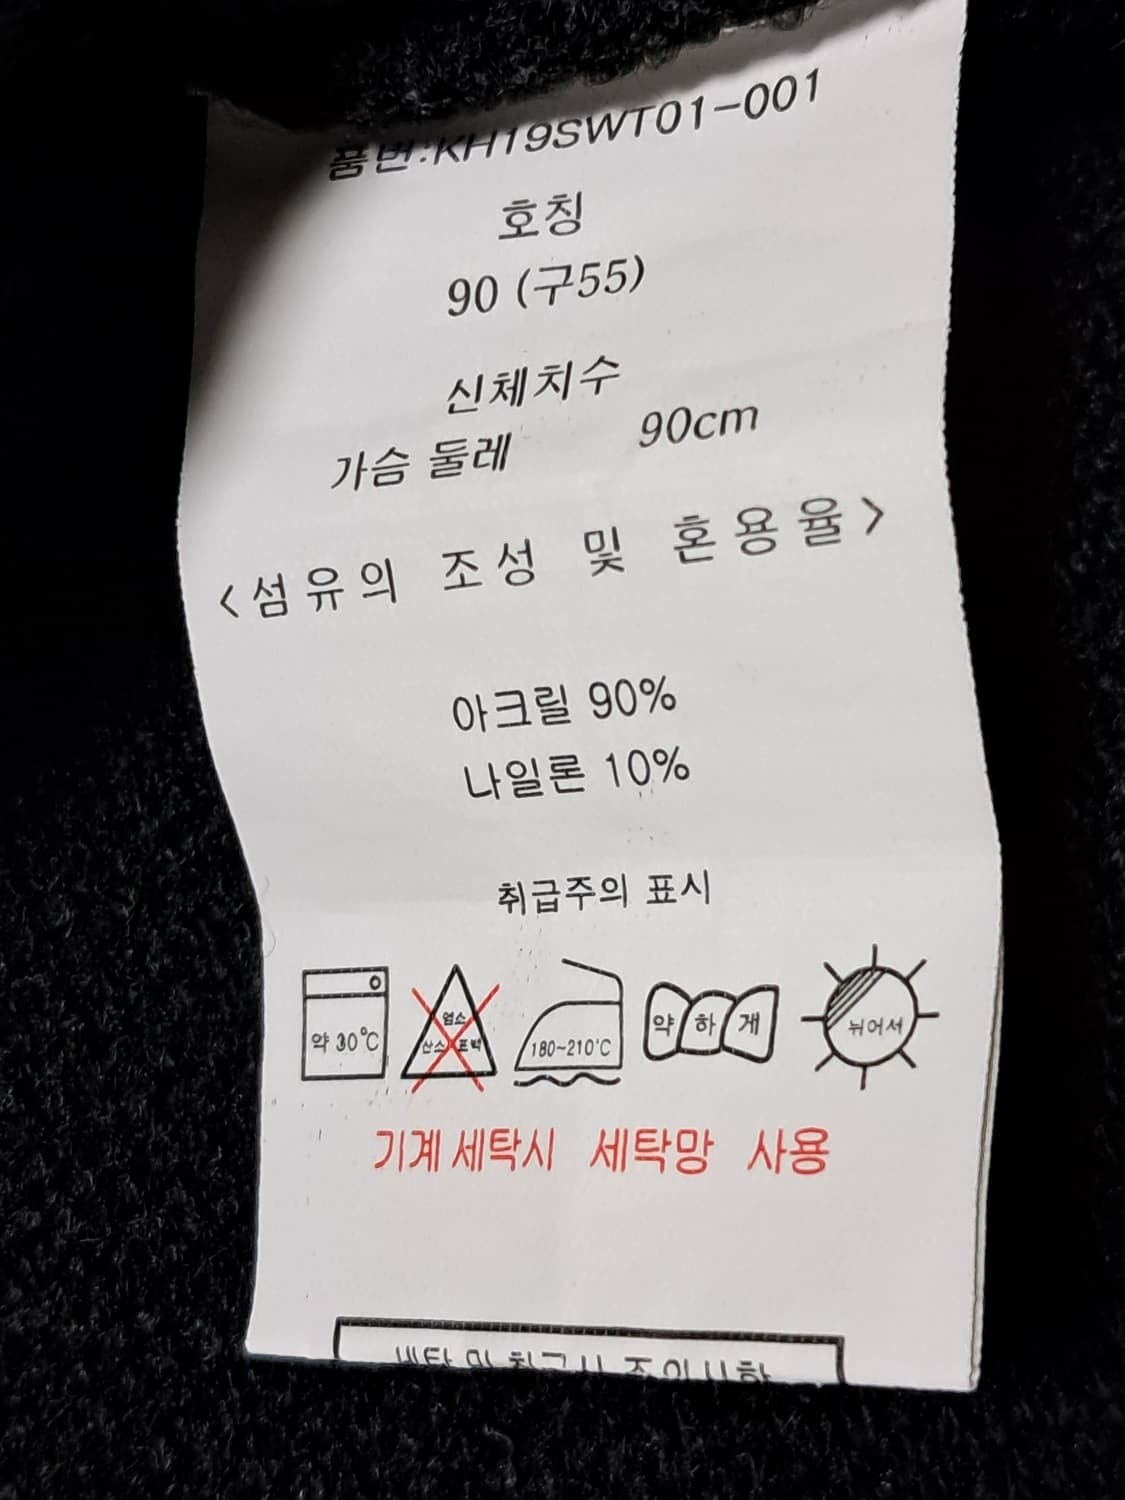 품번:KH19SWT01-001
호칭
90 (구55)
신체치수
가슴 둘레 90cm
<섬유의 조성 및 혼용율>
아크릴 90%
나일론 10%
취급주의 표시
약 30℃
염소
산소 표백
180~210℃
약하게
뉘어서
기계 세탁시 세탁망 사용